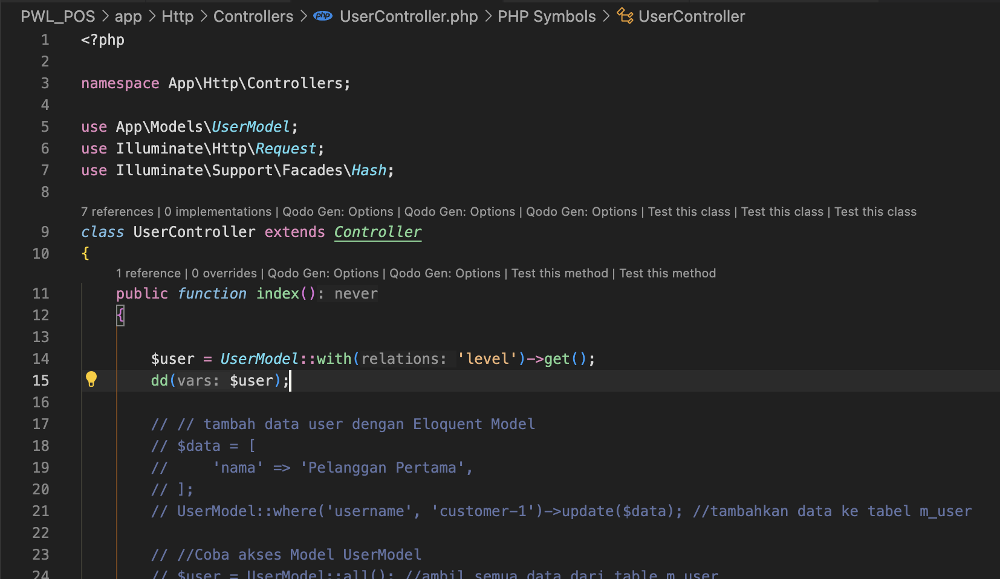 PWL_POS > app > Http > Controllers > php UserController.php > PHP Symbols > UserController
1 <?php
2
3 namespace App\Http\Controllers;
4
5 use App\Models\UserModel;
6 use Illuminate\Http\Request;
7 use Illuminate\Support\Facades\Hash;
8
7 references | 0 implementations | Qodo Gen: Options | Qodo Gen: Options | Qodo Gen: Options | Test this class | Test this class | Test this class
9 class UserController extends Controller
10 {
1 reference | 0 overrides | Qodo Gen: Options | Qodo Gen: Options | Test this method | Test this method
11 public function index(): never
12 {
13
14 $user = UserModel::with(relations: 'level')->get();
15 dd(vars: $user);
16
17 // // tambah data user dengan Eloquent Model
18 // $data = [
19 //     'nama' => 'Pelanggan Pertama',
20 // ];
21 // UserModel::where('username', 'customer-1')->update($data); //tambahkan data ke tabel m_user
22
23 // //Coba akses Model UserModel
24 // $user = UserModel::all(); //ambil semua data dari table m_user